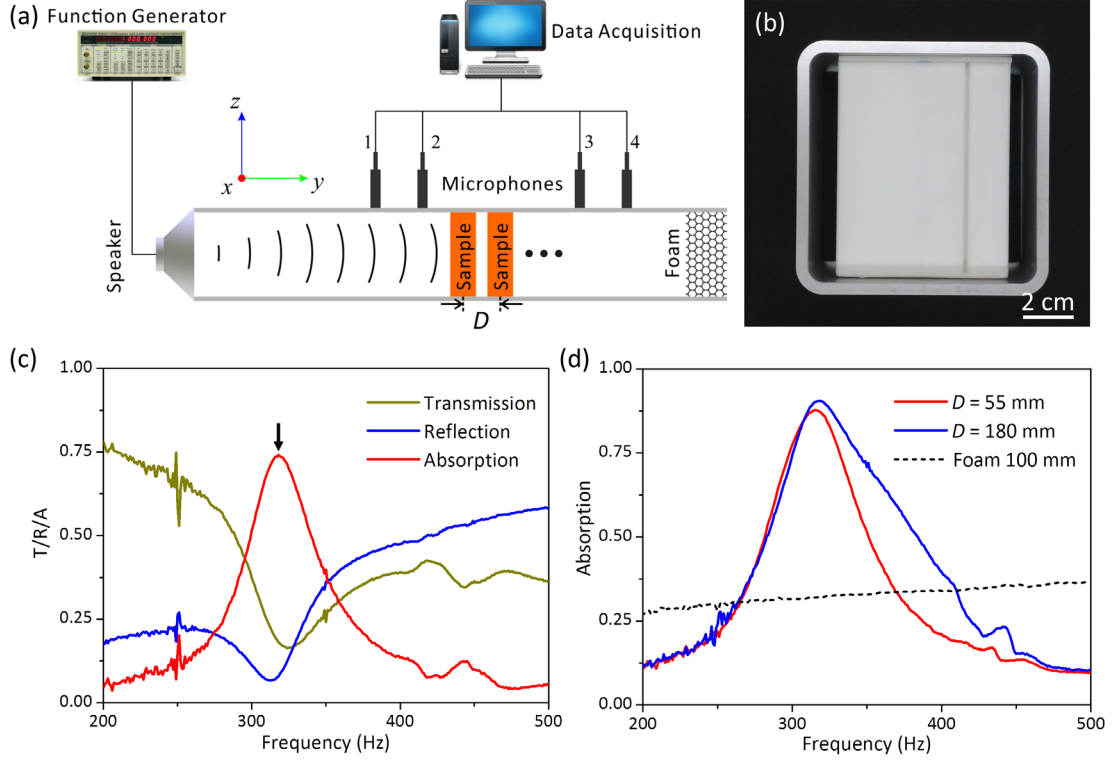 (a)
Function Generator
Data Acquisition
z
x
y
1
2
3
4
Microphones
Speaker
Sample
Sample
Foam
D
(b)
2 cm
(c)
1.00
0.75
0.50
0.25
0.00
T/R/A
Transmission
Reflection
Absorption
200
300
400
500
Frequency (Hz)
(d)
1.00
0.75
0.50
0.25
0.00
Absorption
D = 55 mm
D = 180 mm
Foam 100 mm
200
300
400
500
Frequency (Hz)